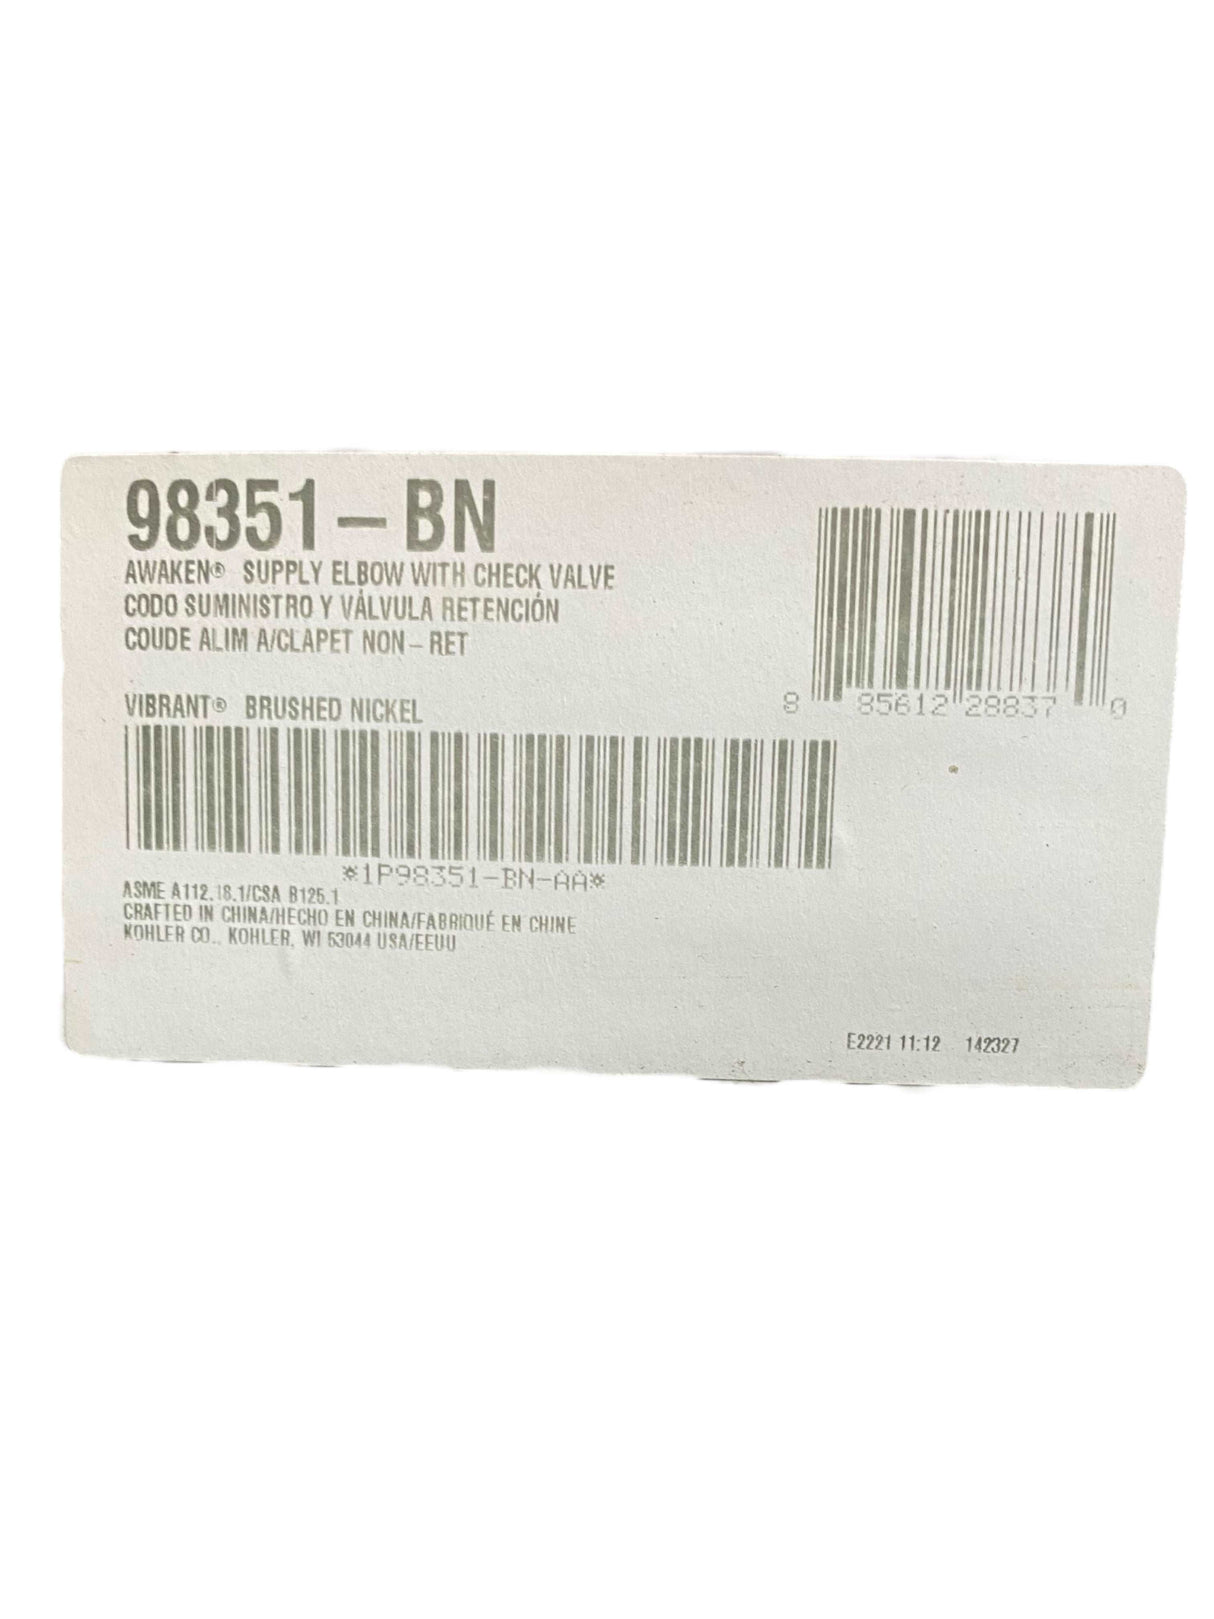 98351-BN
AWAKEN® SUPPLY ELBOW WITH CHECK VALVE
CODO SUMINISTRO Y VÁLVULA RETENCIÓN
COUDE ALIM A/CLAPET NON-RET
VIBRANT® BRUSHED NICKEL
8 85612 28837 0
*1P98351-BN-AA*
ASME A112.18.1/CSA B125.1
CRAFTED IN CHINA/HECHO EN CHINA/FABRIQUÉ EN CHINE
KOHLER CO., KOHLER, WI 53044 USA/EEUU
E2221 11:12 142327